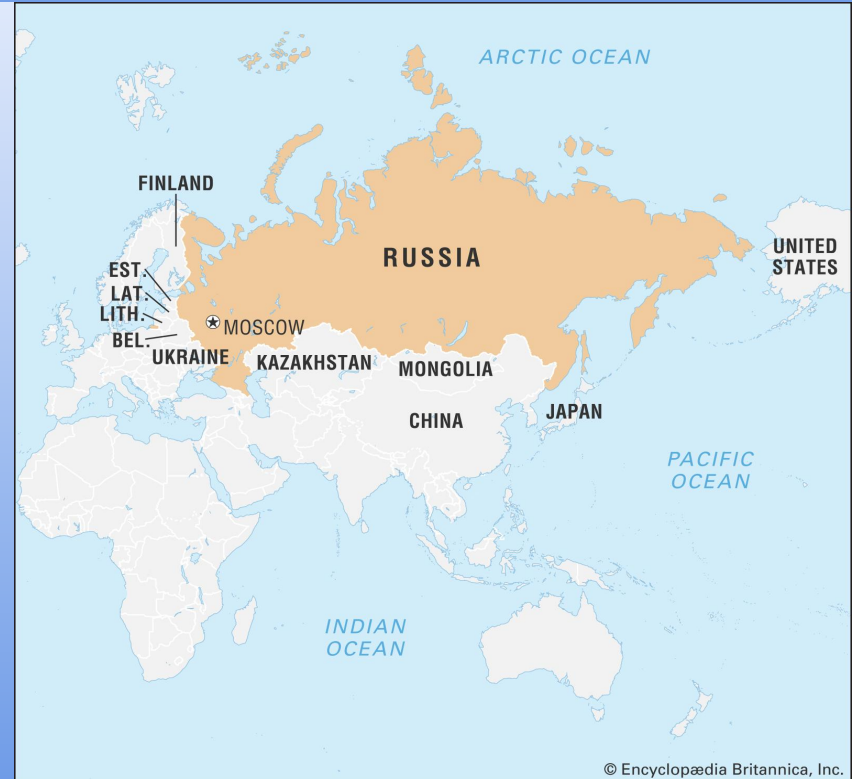 ARCTIC OCEAN
FINLAND
RUSSIA
UNITED
STATES
EST.
LAT.
LITH.
BEL.
MOSCOW
UKRAINE
KAZAKHSTAN
MONGOLIA
CHINA
JAPAN
PACIFIC
OCEAN
INDIAN
OCEAN
© Encyclopædia Britannica, Inc.